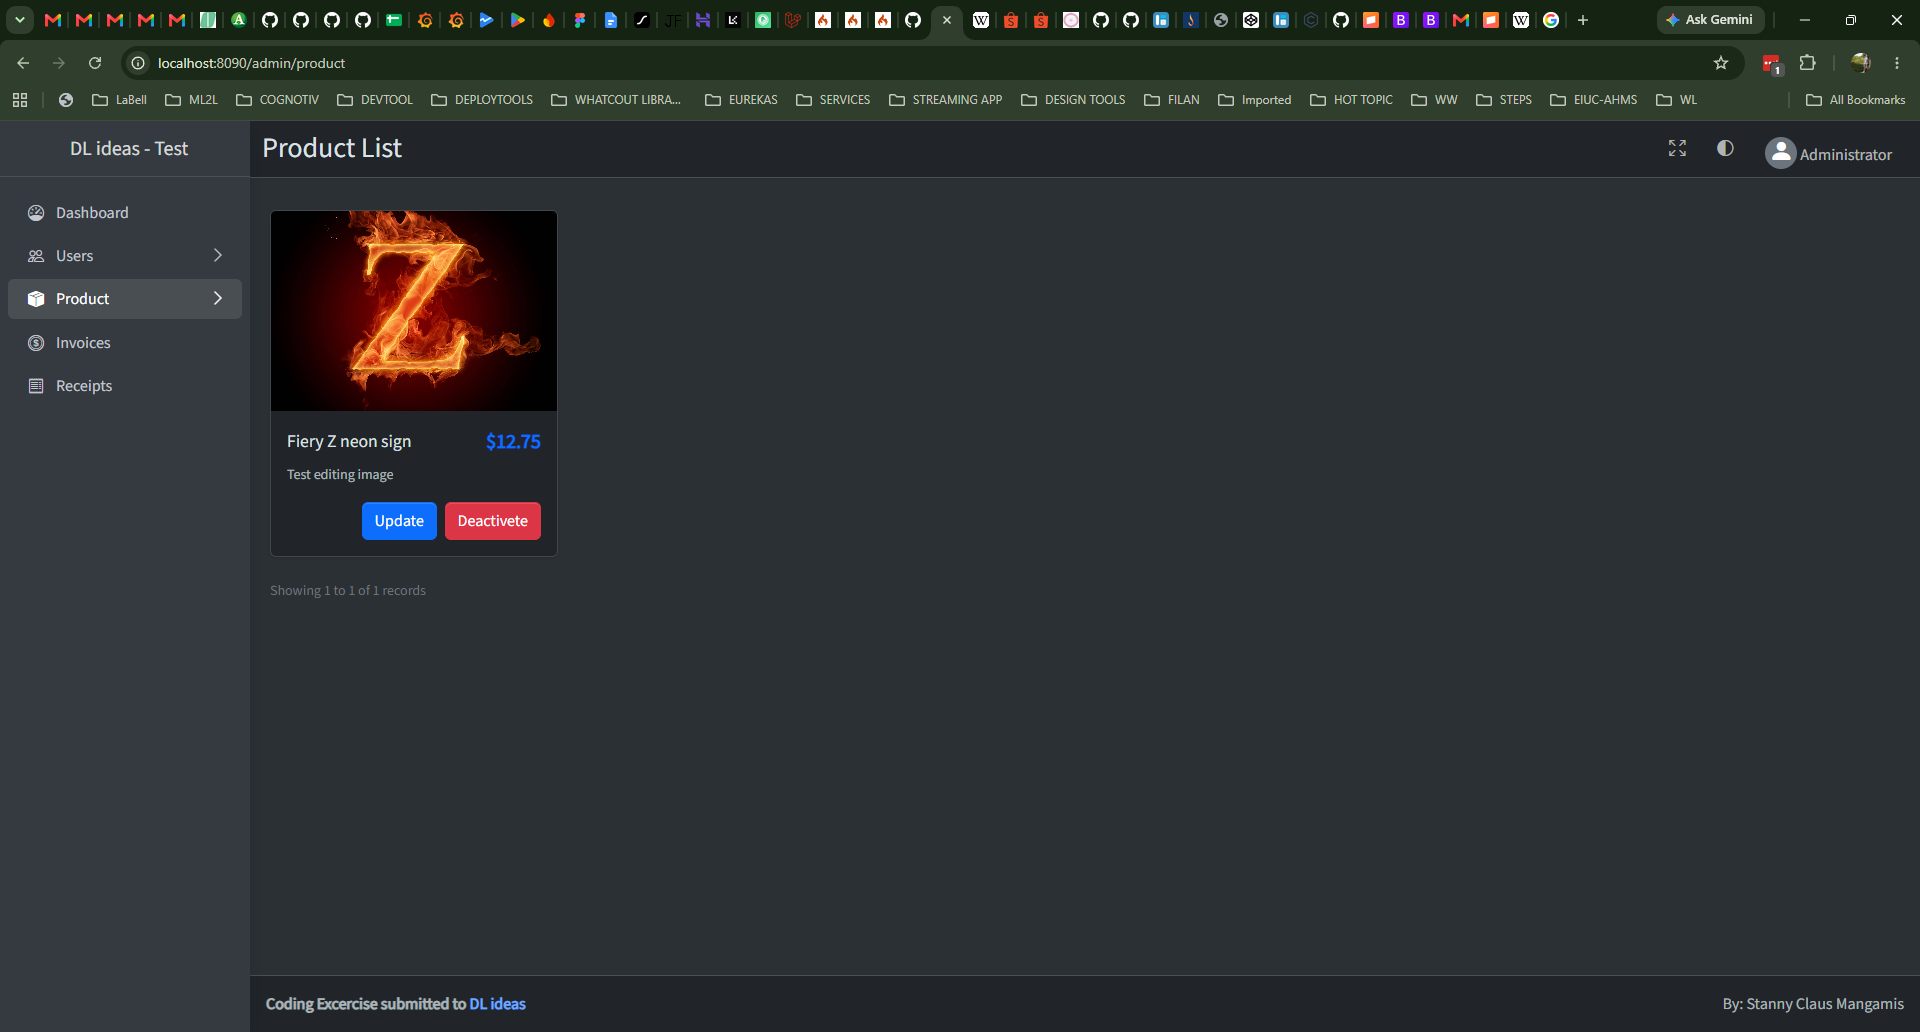 Ask Gemini
localhost:8090/admin/product
1
LaBell ML2L COGNOTIV DEVTOOL DEPLOYTOOLS WHATCOUT LIBRA... EUREKAS SERVICES STREAMING APP DESIGN TOOLS FILAN Imported HOT TOPIC WW STEPS EIUC-AHMS WL All Bookmarks
DL ideas - Test
Product List
Administrator
Dashboard
Users
Product
Invoices
Receipts
Z
Fiery Z neon sign $12.75
Test editing image
Update Deactivete
Showing 1 to 1 of 1 records
Coding Excercise submitted to DL ideas
By: Stanny Claus Mangamis